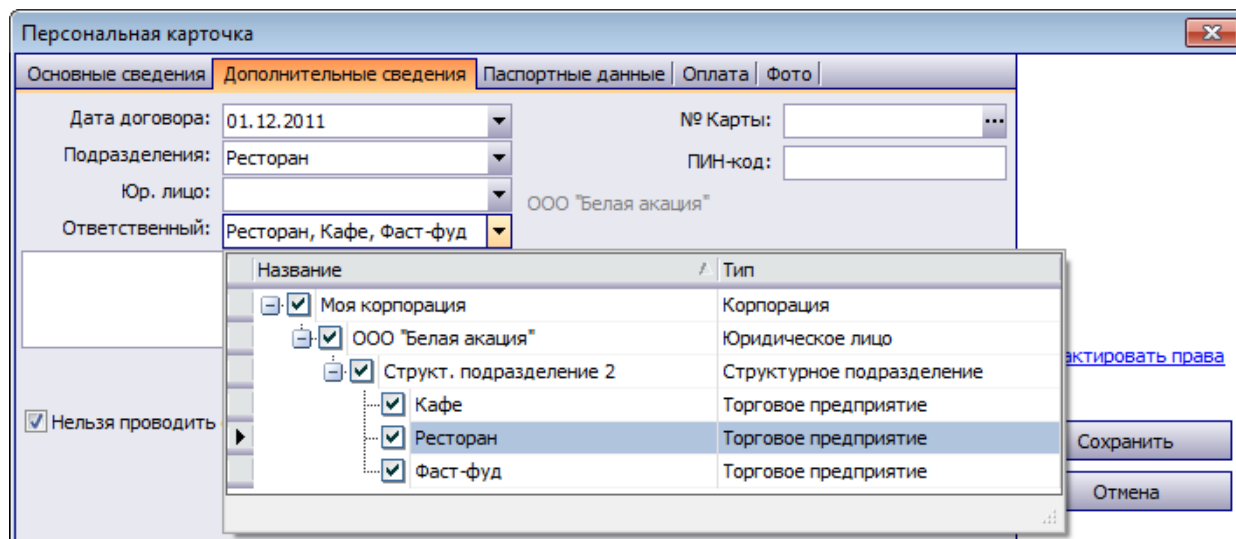 Персональная карточка
Основные сведения Дополнительные сведения Паспортные данные Оплата Фото
Дата договора: 01.12.2011 № Карты:
Подразделения: Ресторан ПИН-код:
Юр. лицо: ООО "Белая акация"
Ответственный: Ресторан, Кафе, Фаст-фуд
Название Тип
Моя корпорация Корпорация
ООО "Белая акация" Юридическое лицо
Структ. подразделение 2 Структурное подразделение
актировать права
Кафе Торговое предприятие
Нельзя проводить
Ресторан Торговое предприятие
Сохранить
Фаст-фуд Торговое предприятие
Отмена